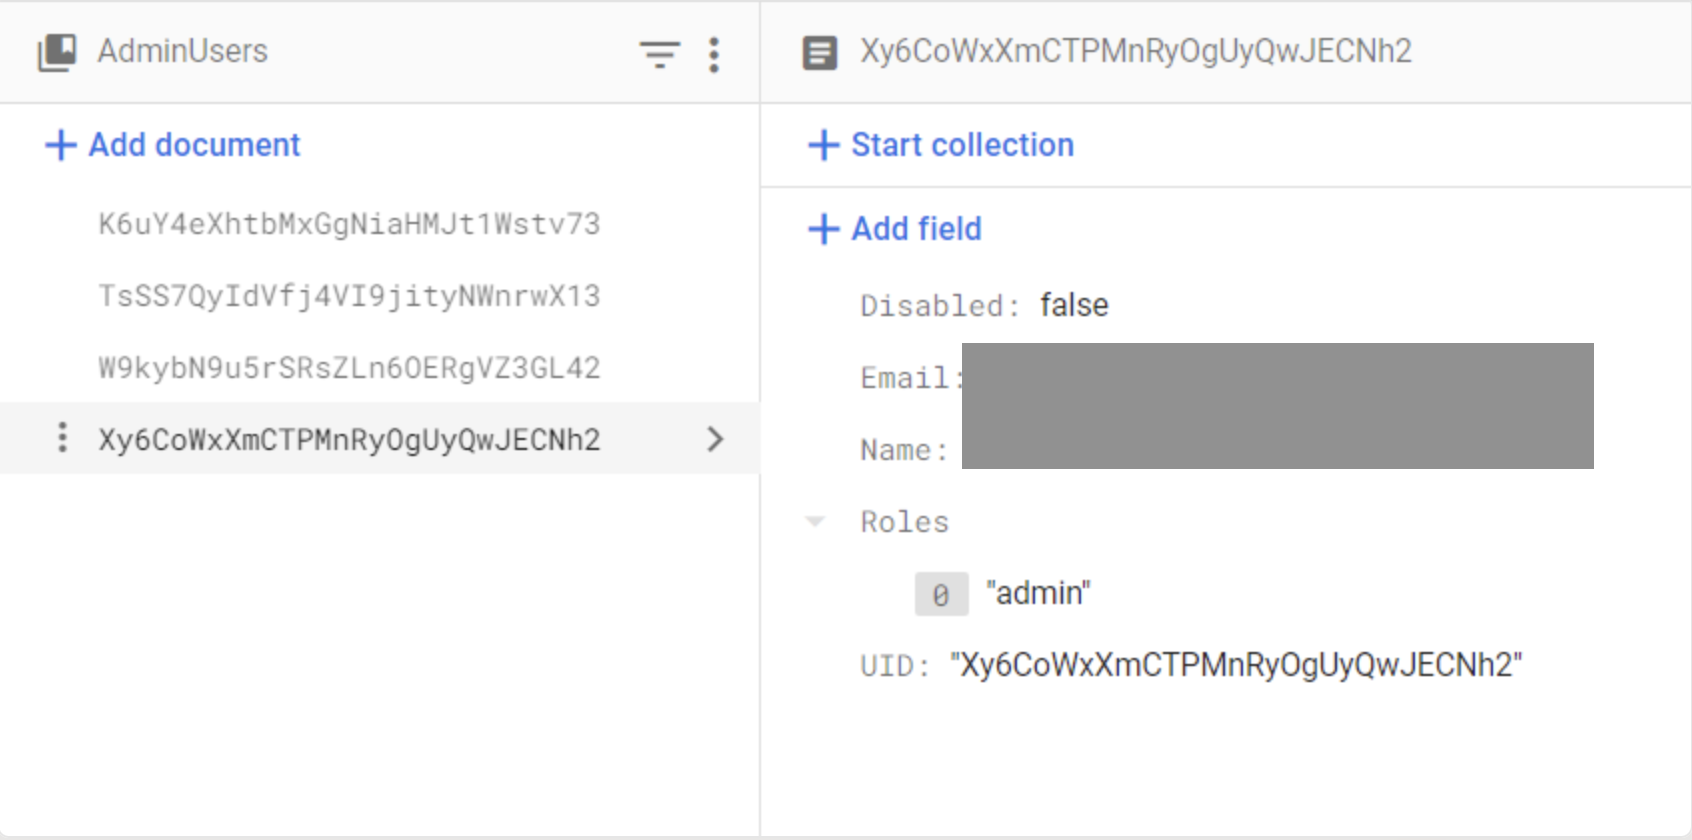 AdminUsers
Add document
K6uY4eXhtbMxGgNiaHMJt1Wstv73
TsSS7QyIdVfj4VI9jityNWnrwX13
W9kybN9u5rSRsZLn6OERgVZ3GL42
Xy6CoWxXmCTPMnRyOgUyQwJECNh2
Xy6CoWxXmCTPMnRyOgUyQwJECNh2
Start collection
Add field
Disabled: false
Email:
Name:
Roles
0 "admin"
UID: "Xy6CoWxXmCTPMnRyOgUyQwJECNh2"